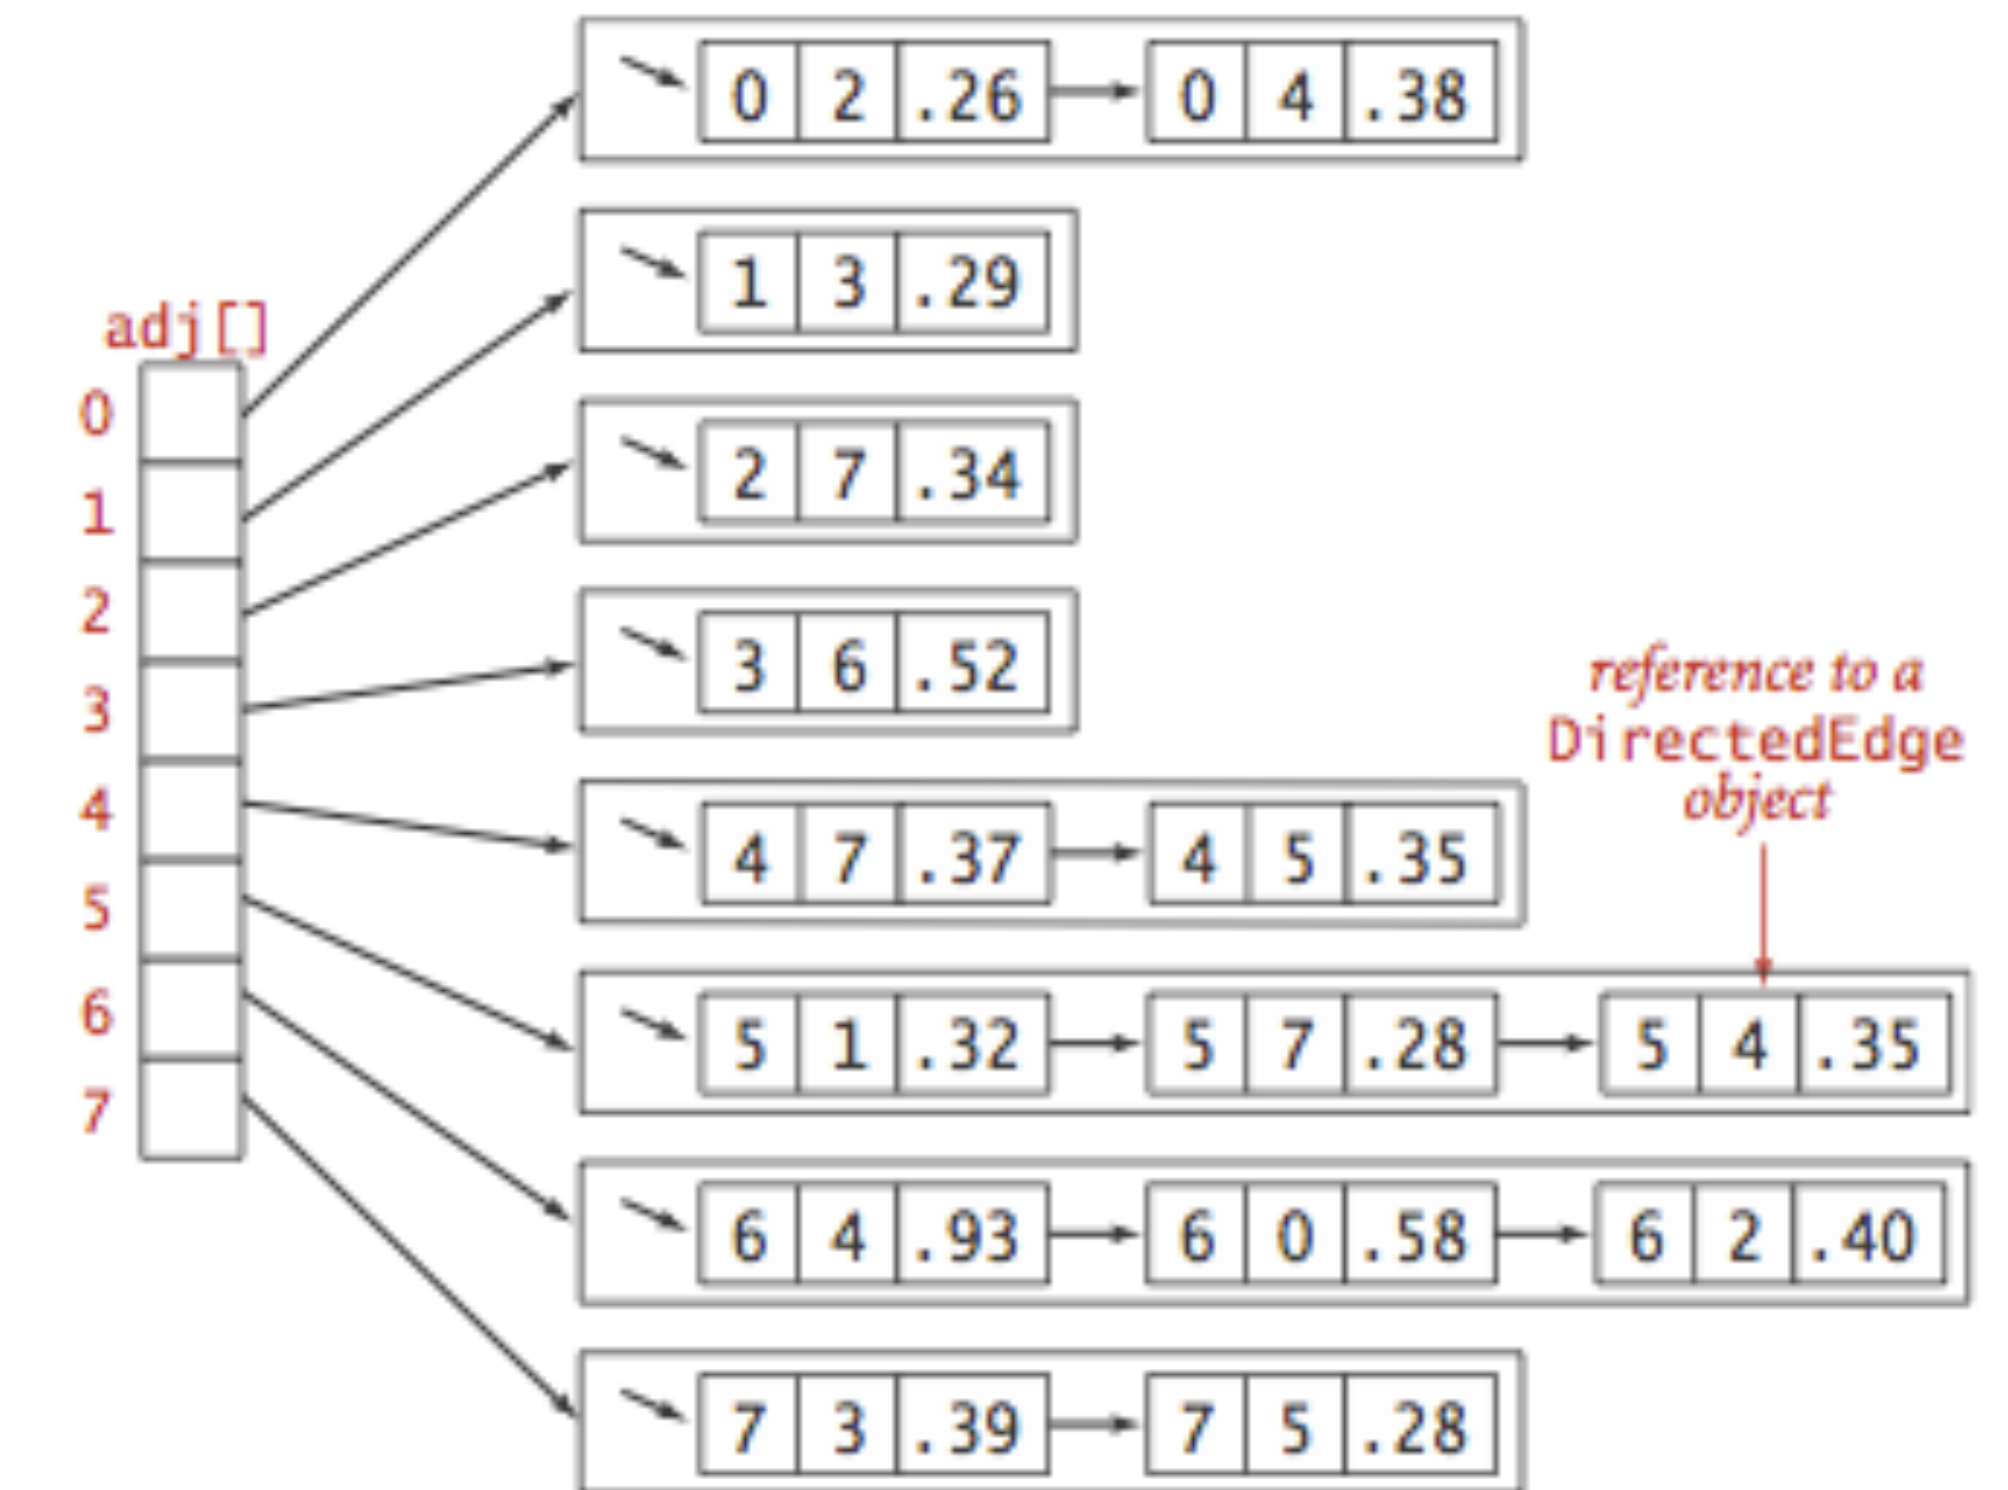 0 2 .26 0 4 .38
1 3 .29
adj[]
0
1
2 7 .34
2
3 6 .52
3
reference to a
DirectedEdge
object
4
4 7 .37 4 5 .35
5
5 1 .32 5 7 .28 5 4 .35
6
7
6 4 .93 6 0 .58 6 2 .40
7 3 .39 7 5 .28